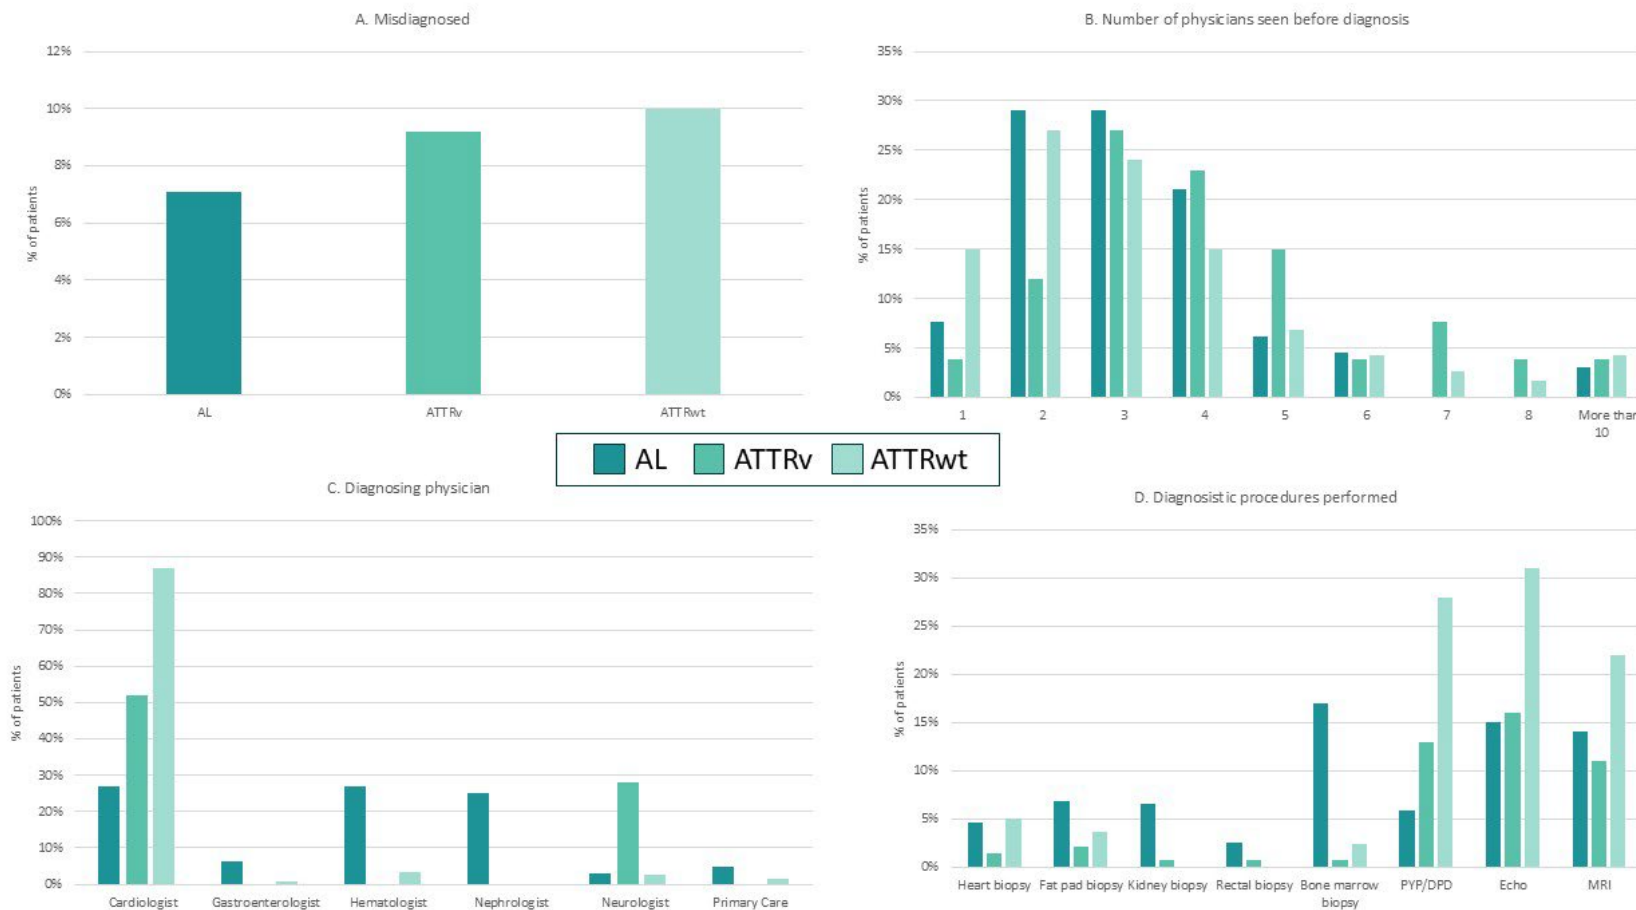 A. Misdiagnosed
12%
10%
8%
6%
4%
2%
0%
% of patients
AL
ATTRv
ATTRwt
B. Number of physicians seen before diagnosis
35%
30%
25%
20%
15%
10%
5%
0%
% of patients
1
2
3
4
5
6
7
8
More than
10
AL
ATTRv
ATTRwt
C. Diagnosing physician
100%
90%
80%
70%
60%
50%
40%
30%
20%
10%
0%
% of patients
Cardiologist
Gastroenterologist
Hematologist
Nephrologist
Neurologist
Primary Care
D. Diagnosistic procedures performed
35%
30%
25%
20%
15%
10%
5%
0%
% of patients
Heart biopsy
Fat pad biopsy
Kidney biopsy
Rectal biopsy
Bone marrow
biopsy
PYP/DPD
Echo
MRI